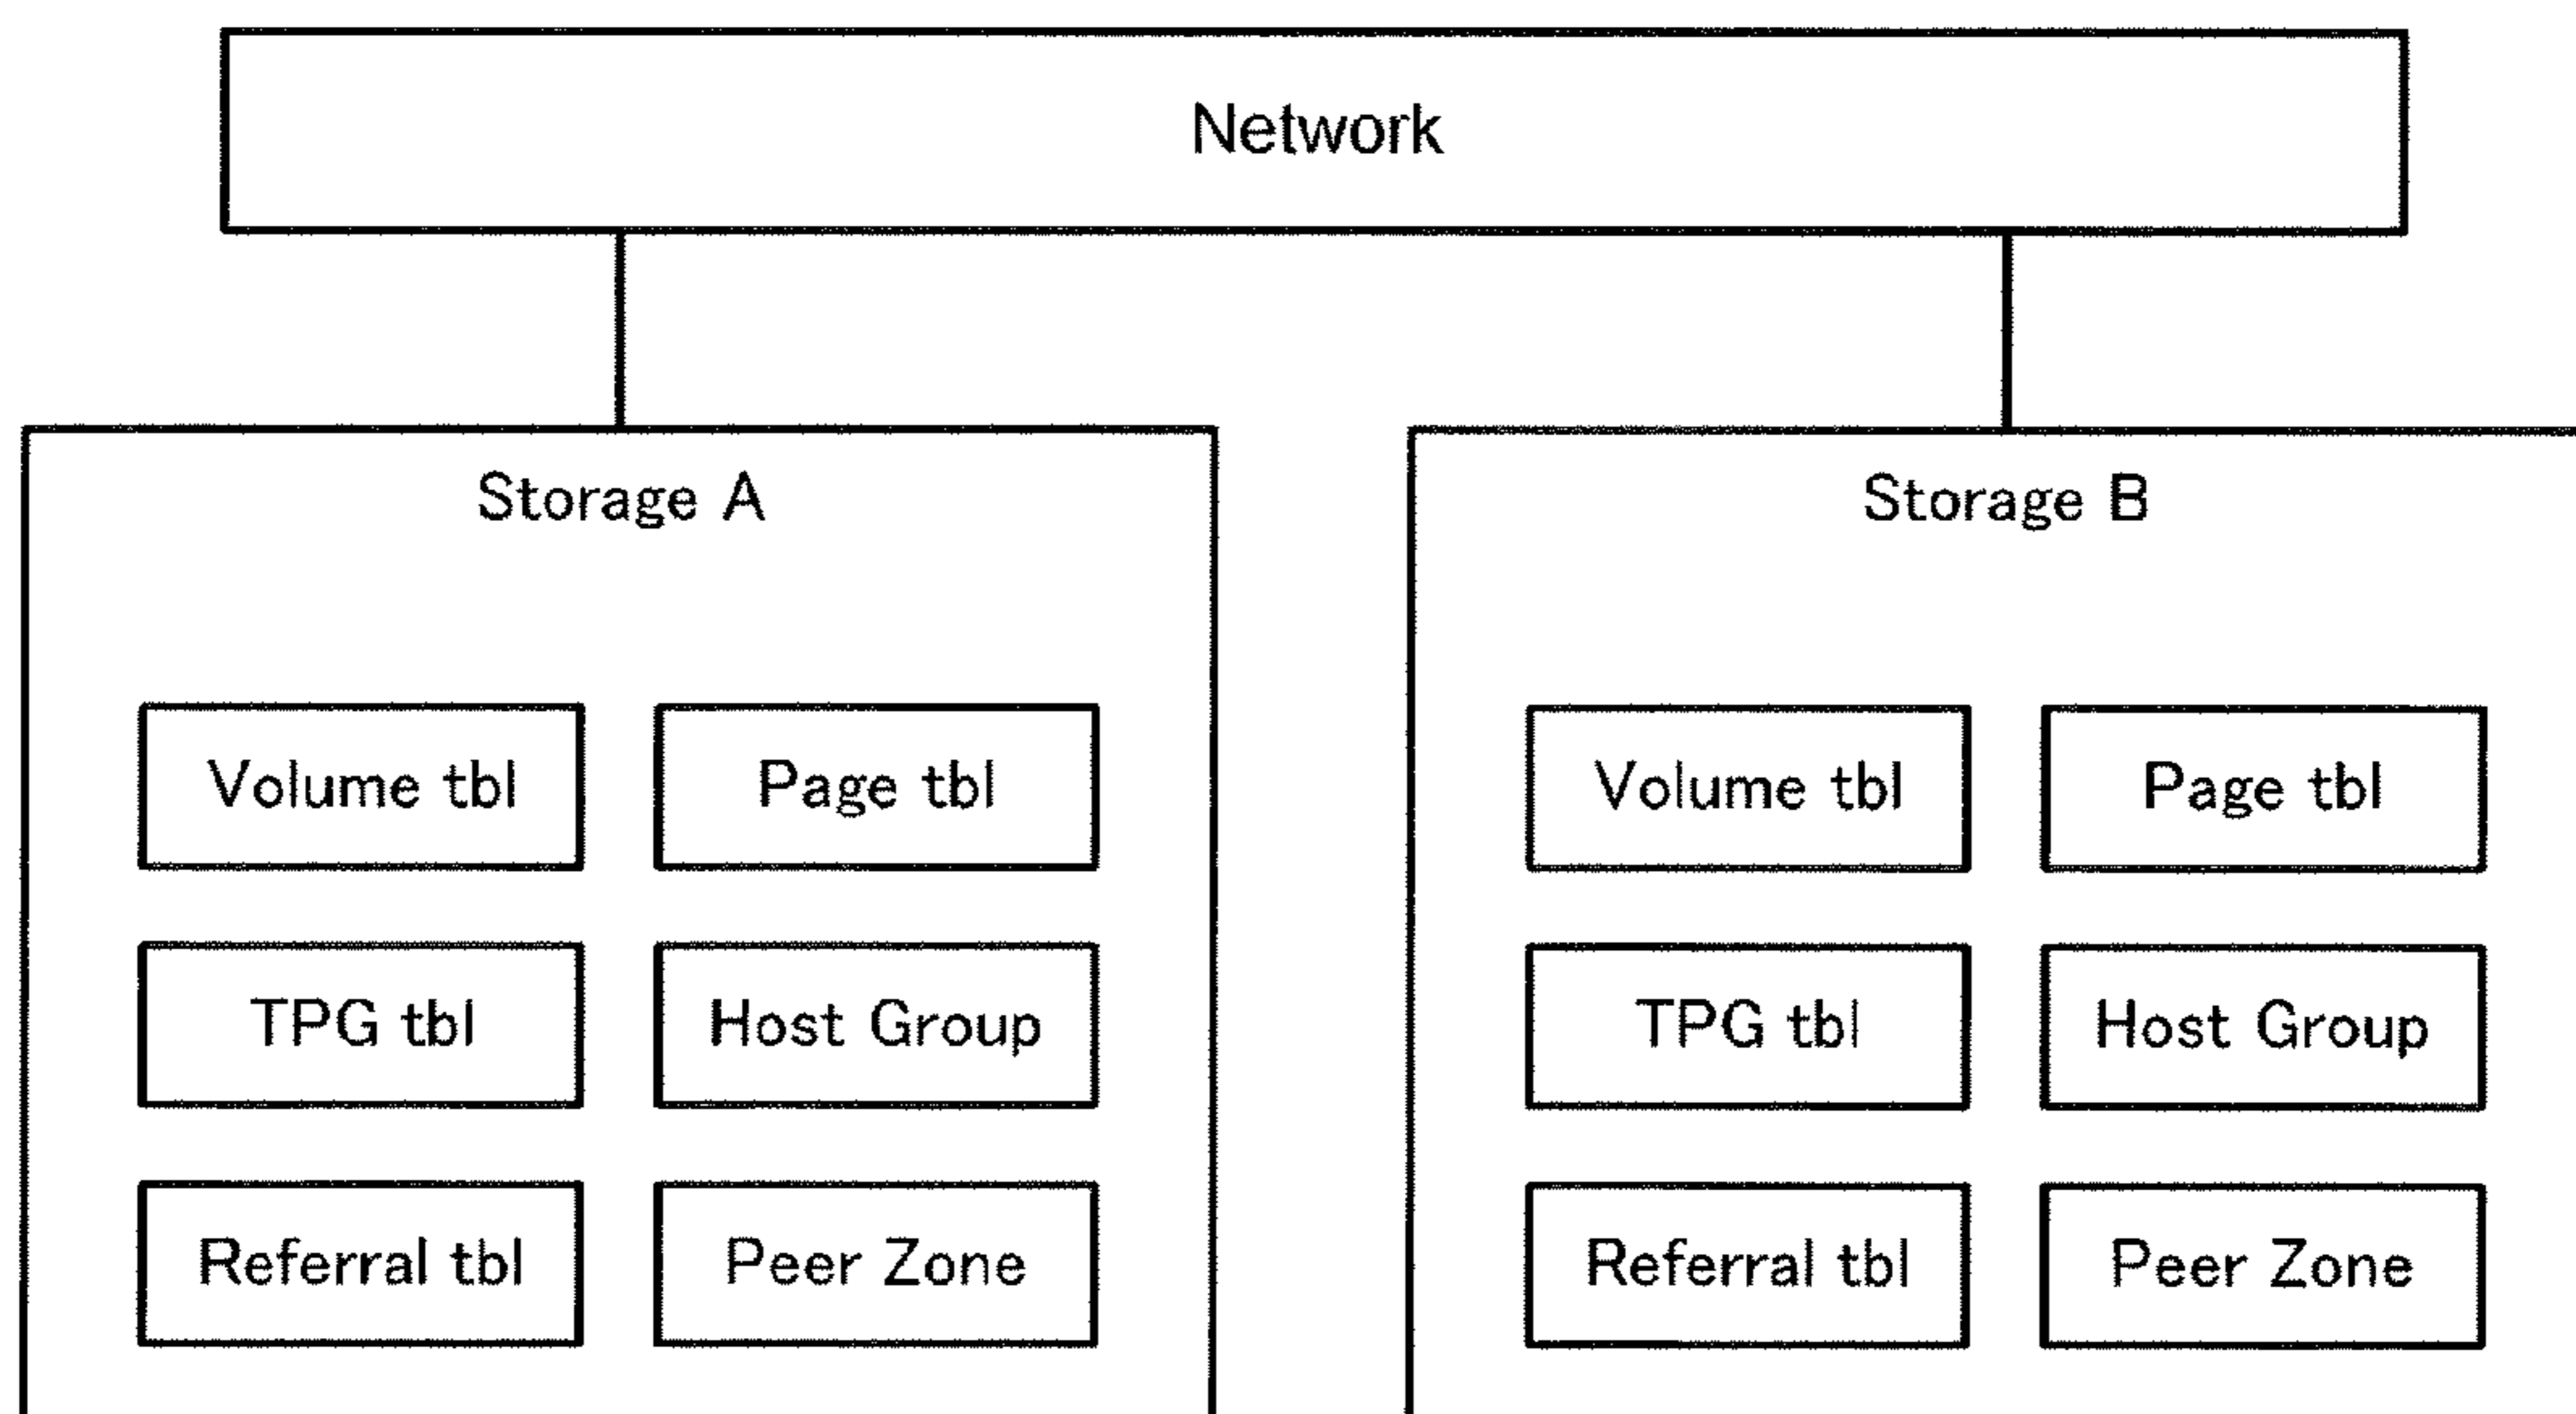 Network
Storage A
Volume tbl
Page tbl
TPG tbl
Host Group
Referral tbl
Peer Zone
Storage B
Volume tbl
Page tbl
TPG tbl
Host Group
Referral tbl
Peer Zone